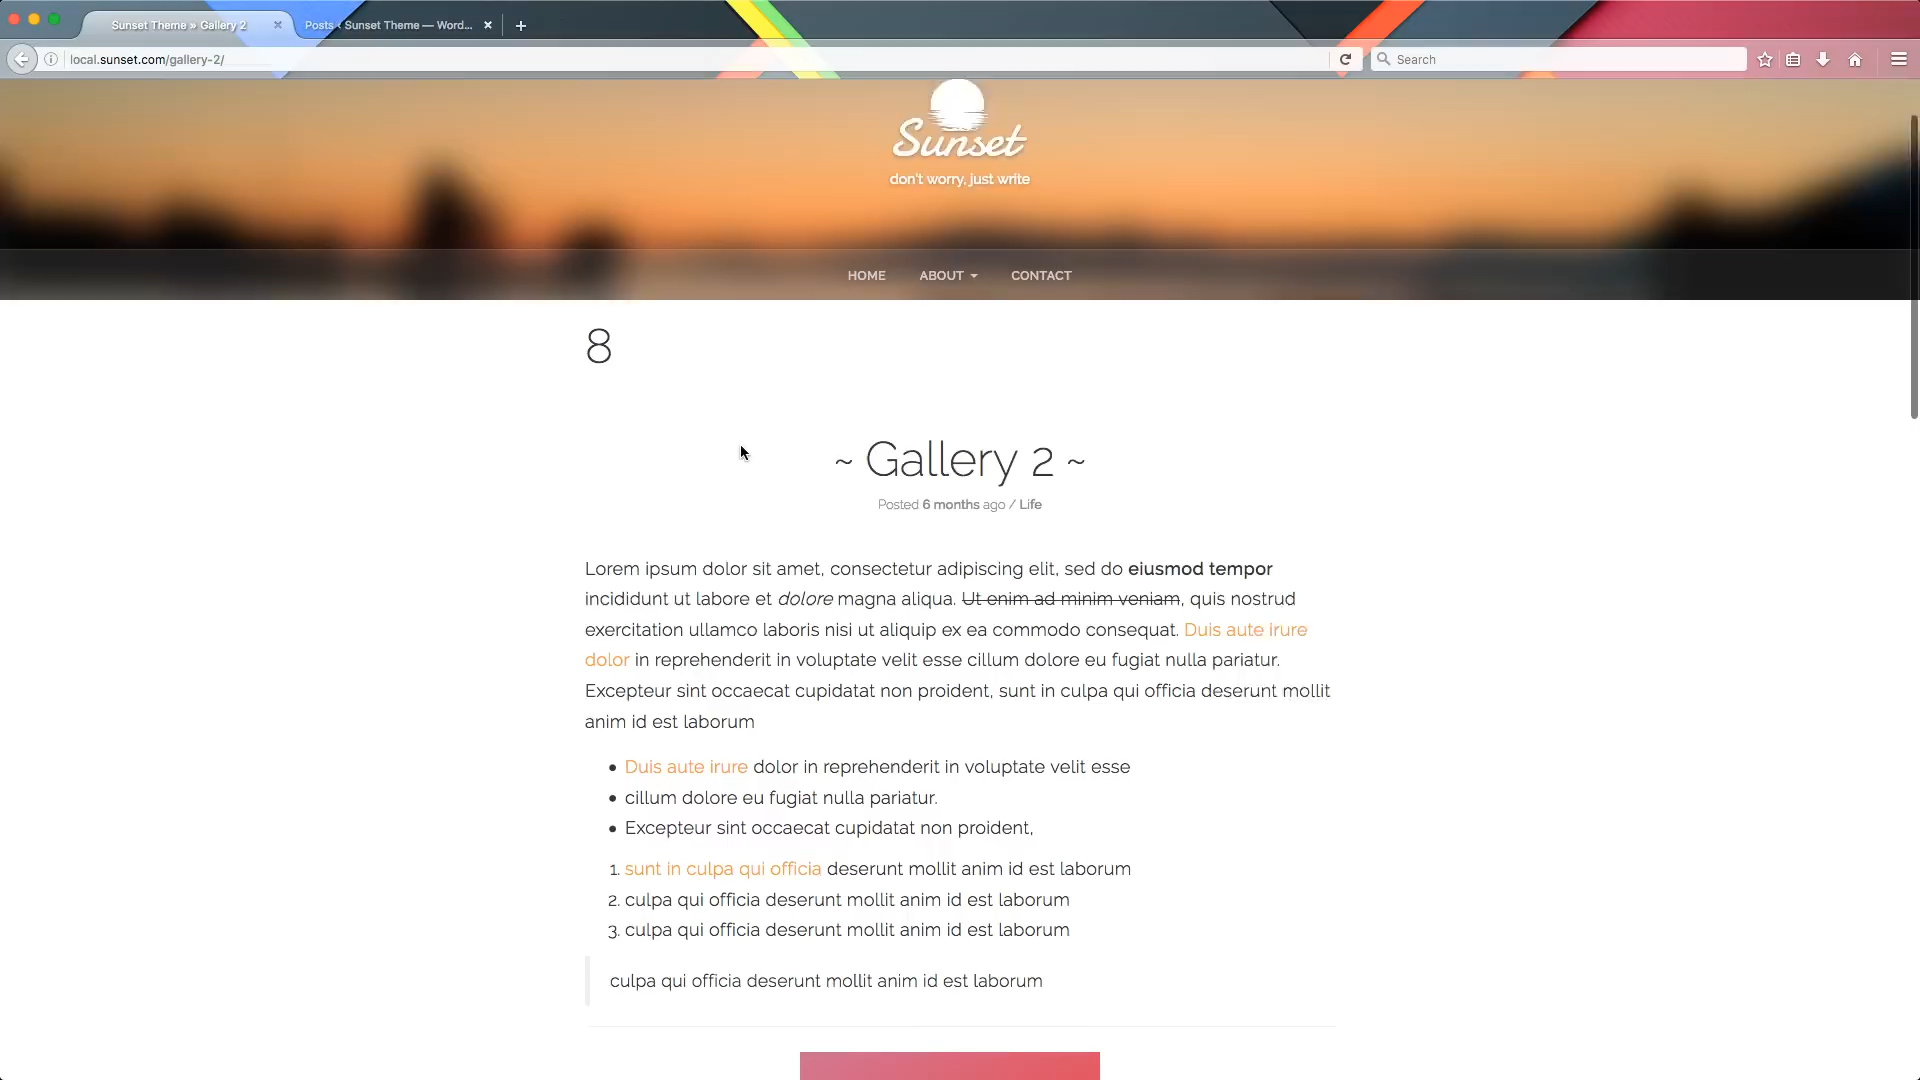 Sunset Theme » Gallery 2
Posts ‹ Sunset Theme — Word...
local.sunset.com/gallery-2/
Search
Sunset
don't worry, just write
HOME
ABOUT
CONTACT
8
~ Gallery 2 ~
Posted 6 months ago / Life
Lorem ipsum dolor sit amet, consectetur adipiscing elit, sed do eiusmod tempor
incididunt ut labore et dolore magna aliqua. Ut enim ad minim veniam, quis nostrud
exercitation ullamco laboris nisi ut aliquip ex ea commodo consequat. Duis aute irure
dolor in reprehenderit in voluptate velit esse cillum dolore eu fugiat nulla pariatur.
Excepteur sint occaecat cupidatat non proident, sunt in culpa qui officia deserunt mollit
anim id est laborum
• Duis aute irure dolor in reprehenderit in voluptate velit esse
• cillum dolore eu fugiat nulla pariatur.
• Excepteur sint occaecat cupidatat non proident,
1. sunt in culpa qui officia deserunt mollit anim id est laborum
2. culpa qui officia deserunt mollit anim id est laborum
3. culpa qui officia deserunt mollit anim id est laborum
culpa qui officia deserunt mollit anim id est laborum